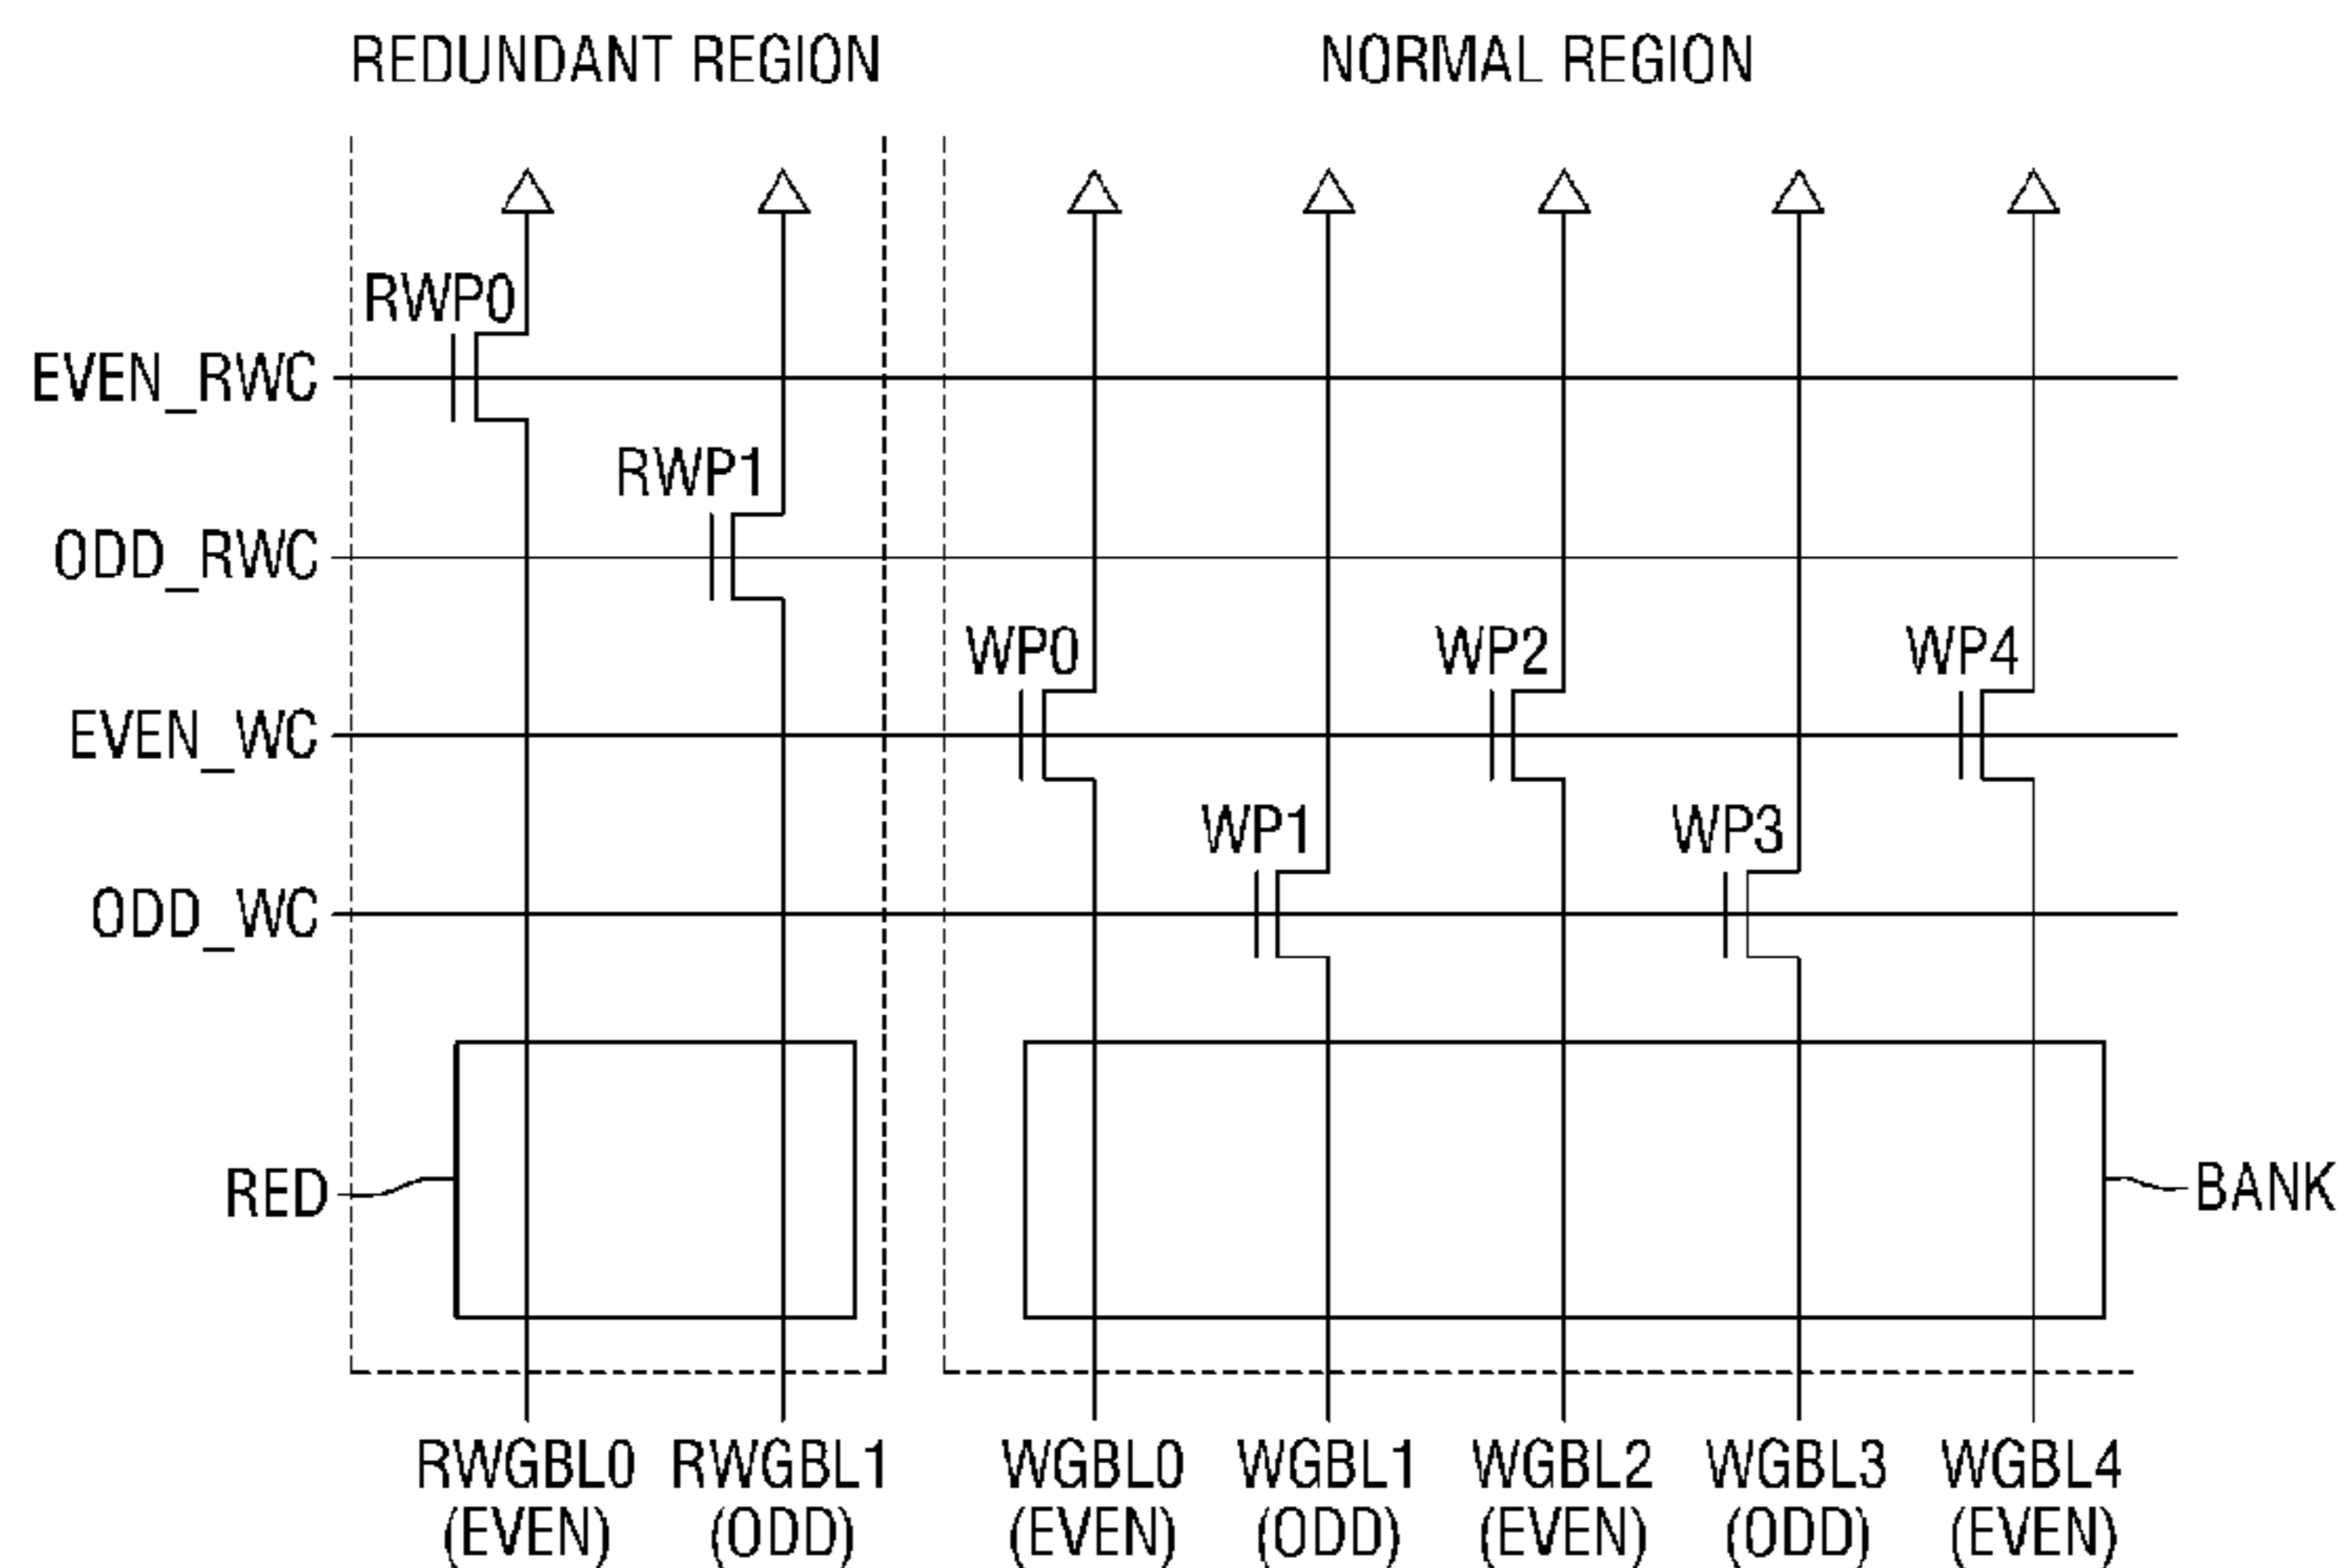 REDUNDANT REGION NORMAL REGION
RWP0
EVEN_RWC
RWP1
ODD_RWC
WP0 WP2 WP4
EVEN_WC
WP1 WP3
ODD_WC
RED BANK
RWGBL0 RWGBL1 WGBL0 WGBL1 WGBL2 WGBL3 WGBL4
(EVEN) (ODD) (EVEN) (ODD) (EVEN) (ODD) (EVEN)